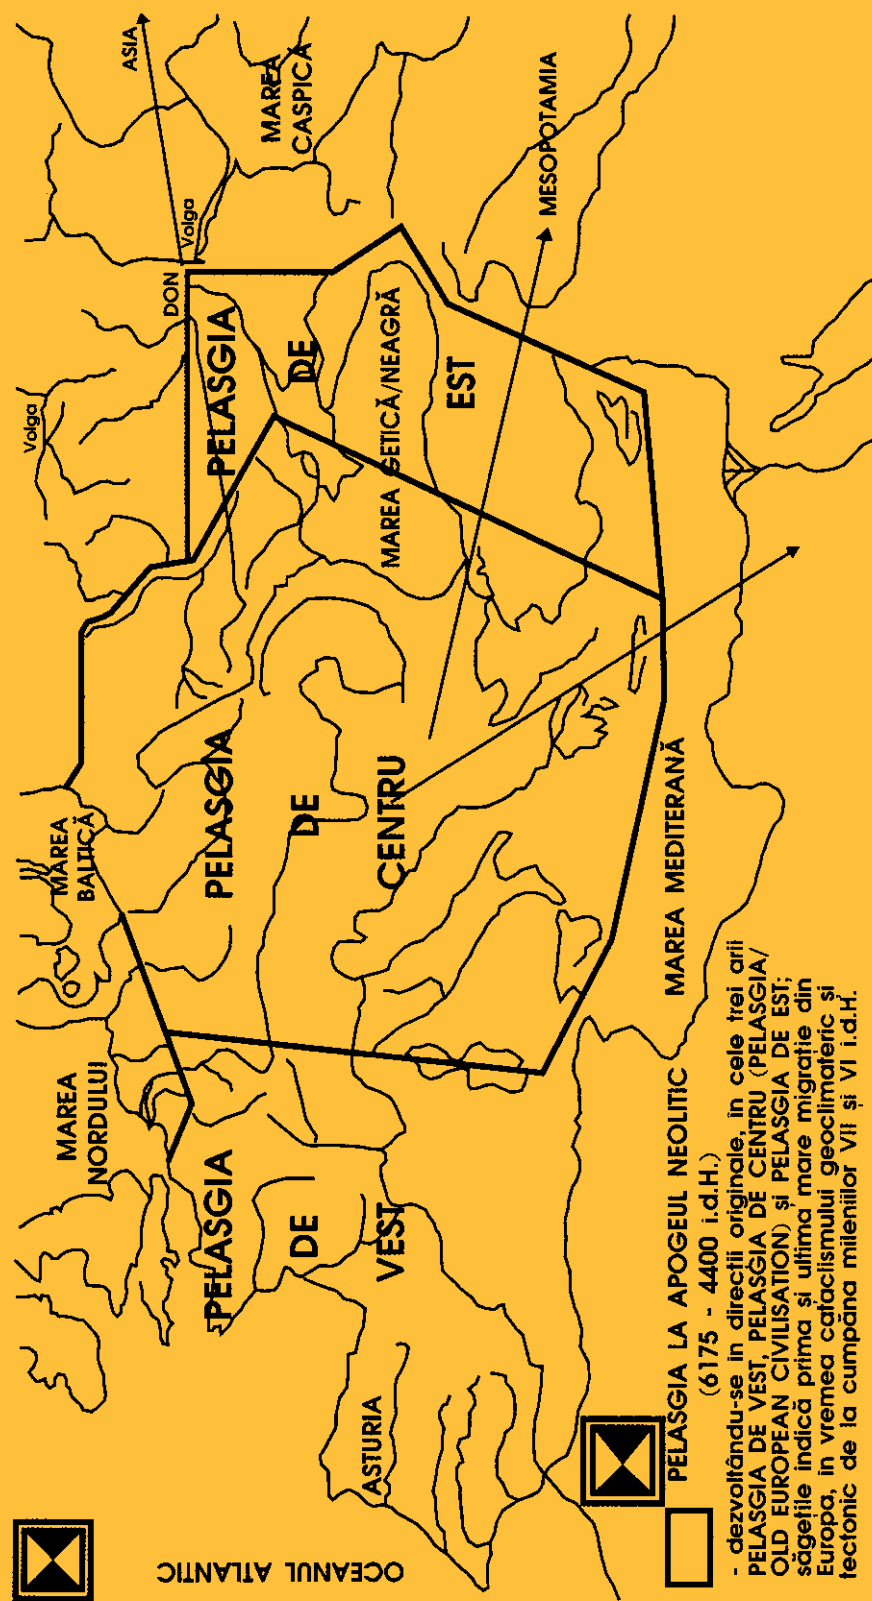 ASIA
MAREA
CASPICĂ
Volga
Volga
DON
MESOPOTAMIA
PELASGIA
DE
EST
MAREA GETICĂ/NEAGRĂ
MAREA
BALTICĂ
PELASGIA
DE
CENTRU
MAREA
NORDULUI
PELASGIA
DE
VEST
ASTURIA
OCEANUL ATLANTIC
MAREA MEDITERANĂ
PELASGIA LA APOGEUL NEOLITIC
(6175 - 4400 î.d.H.)
- dezvoltându-se în direcții originale, în cele trei arii
PELASGIA DE VEST, PELASGIA DE CENTRU (PELASGIA/
OLD EUROPEAN CIVILISATION) și PELASGIA DE EST;
săgețile indică prima și ultima mare migrație din
Europa, în vremea cataclismului geoclimateric și
tectonic de la cumpăna mileniilor VII și VI î.d.H.